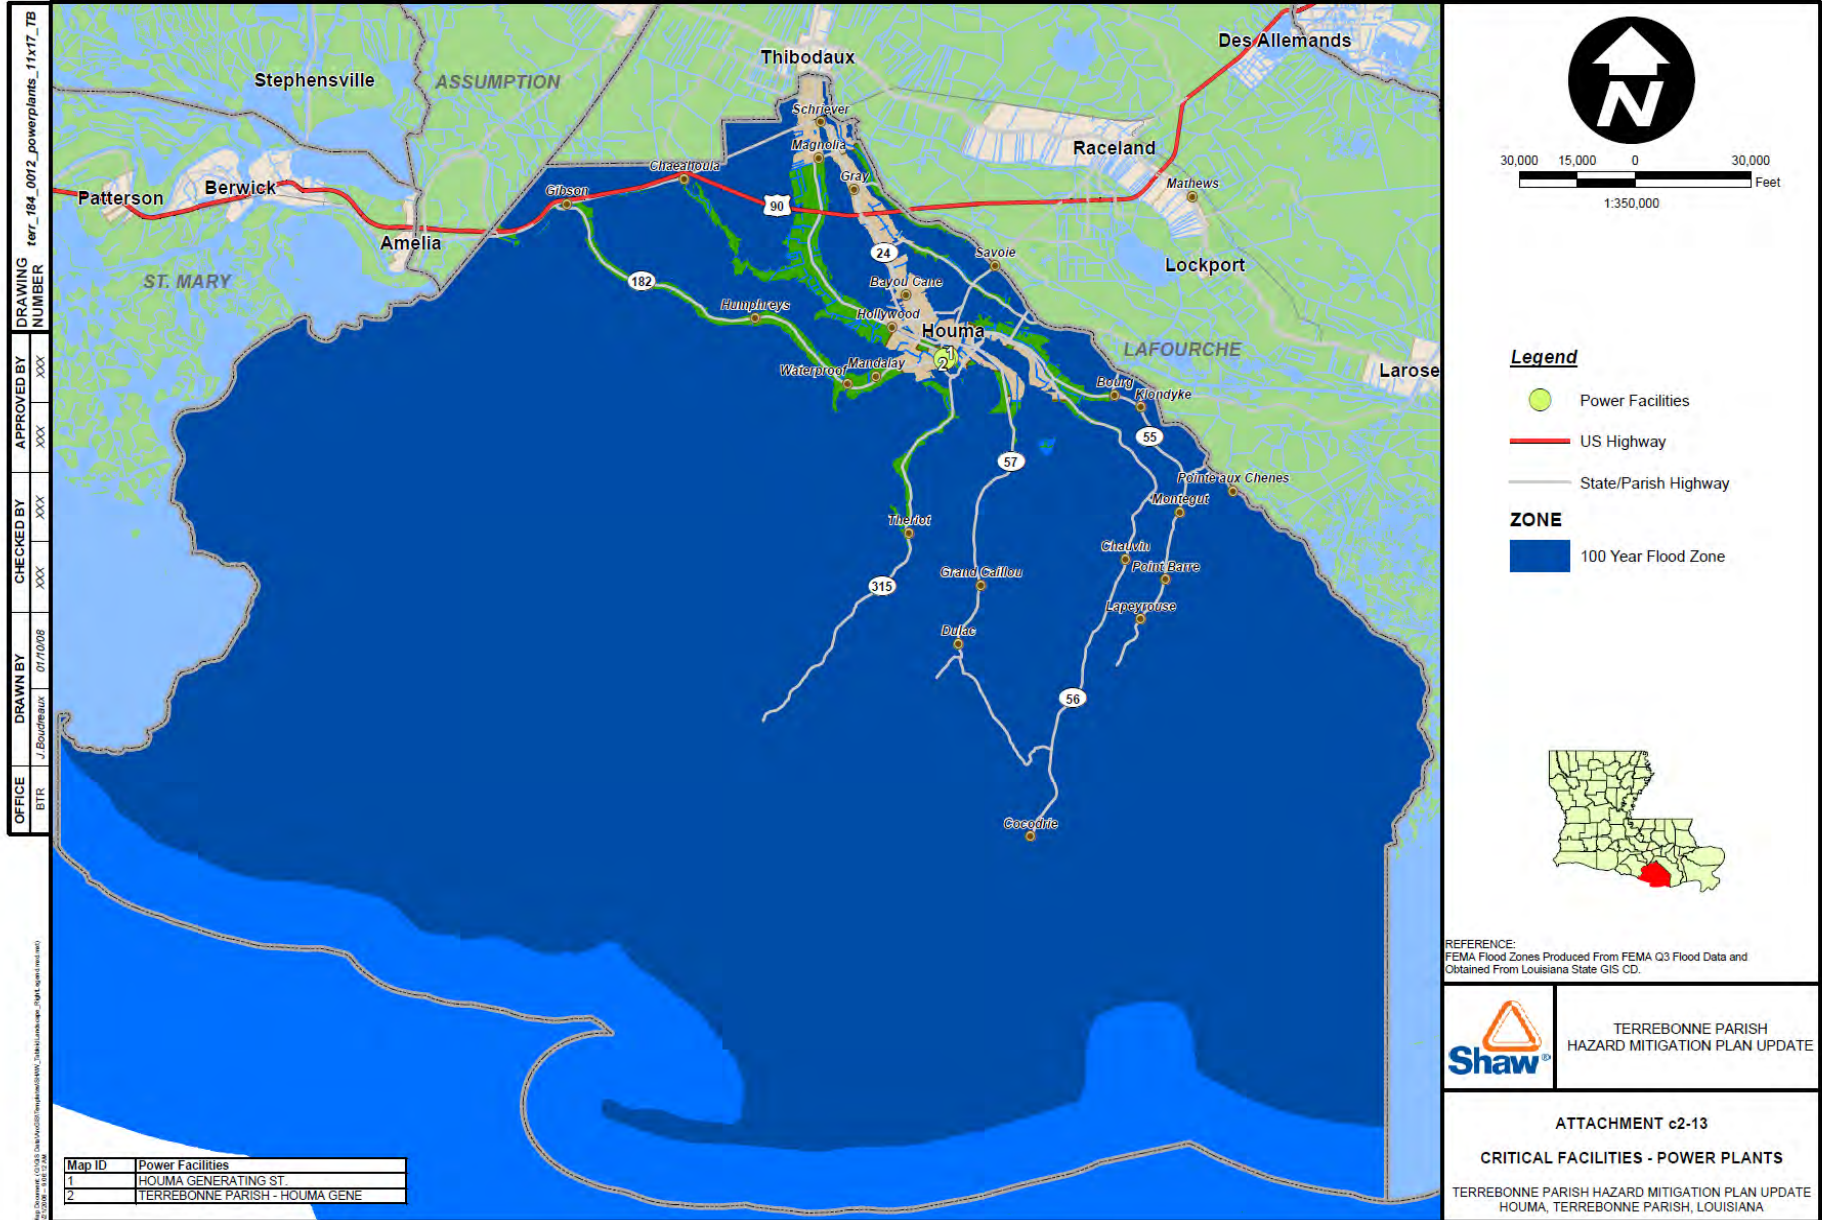 DRAWING NUMBER
terr_184_0012_powerplants_11x17_TB
APPROVED BY
XXX
XXX
CHECKED BY
XXX
XXX
DRAWN BY
J.Boudreaux
01/10/08
OFFICE
BTR
Thibodaux
Des Allemands
Stephensville
ASSUMPTION
Schriever
Magnolia
Raceland
Gray
Mathews
Patterson
Berwick
Gibson
90
Amelia
24
Savoie
Lockport
ST. MARY
182
Bayou Cane
Humphreys
Hollywood
Houma
1
2
LAFOURCHE
Waterproof
Mandalay
Larose
Bourg
Klondyke
55
57
Pointe aux Chenes
Montegut
Theriot
Chauvin
Point Barre
315
Grand Caillou
Lapeyrouse
Dulac
56
Cocodrie
Map ID Power Facilities
1 HOUMA GENERATING ST.
2 TERREBONNE PARISH - HOUMA GENE
N
30,000 15,000 0 30,000
Feet
1:350,000
Legend
Power Facilities
US Highway
State/Parish Highway
ZONE
100 Year Flood Zone
REFERENCE:
FEMA Flood Zones Produced From FEMA Q3 Flood Data and
Obtained From Louisiana State GIS CD.
Shaw®
TERREBONNE PARISH
HAZARD MITIGATION PLAN UPDATE
ATTACHMENT c2-13
CRITICAL FACILITIES - POWER PLANTS
TERREBONNE PARISH HAZARD MITIGATION PLAN UPDATE
HOUMA, TERREBONNE PARISH, LOUISIANA